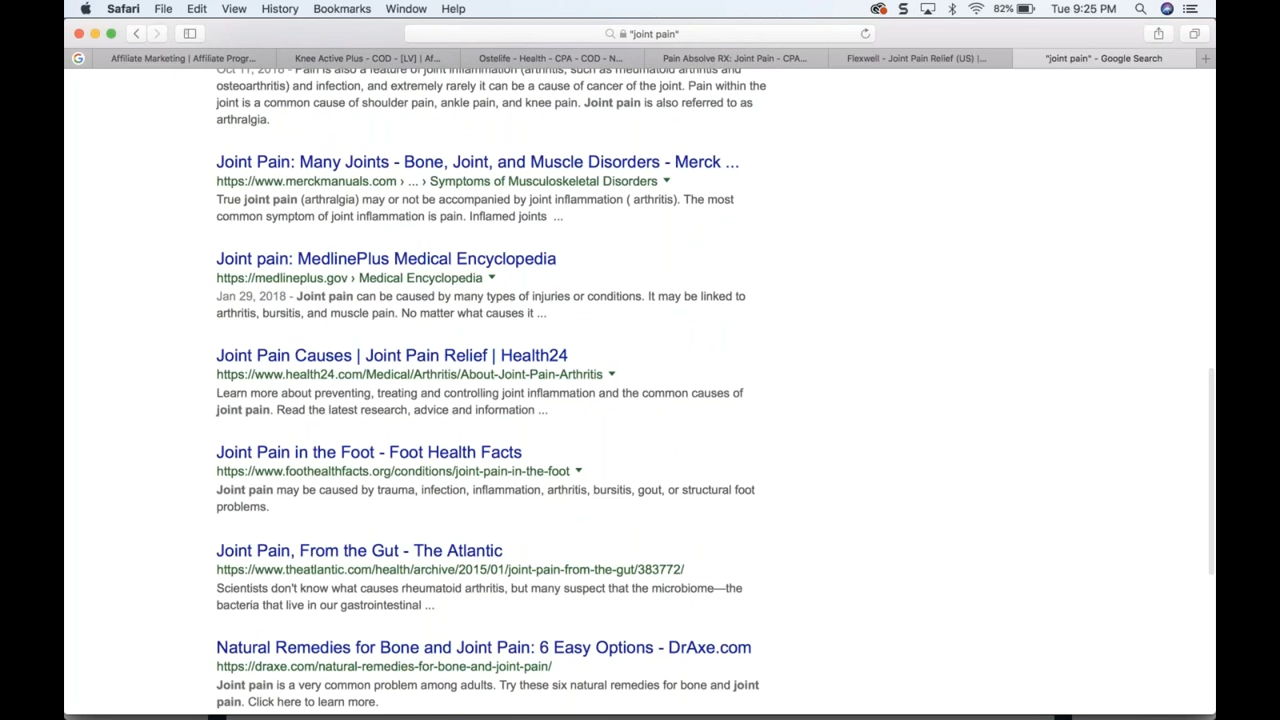 Safari File Edit View History Bookmarks Window Help 82% Tue 9:25 PM
"joint pain"
Affiliate Marketing | Affiliate Progr... Knee Active Plus - COD - [LV] | Af... Ostelife - Health - CPA - COD - N... Pain Absolve RX: Joint Pain - CPA... Flexwell - Joint Pain Relief (US) |... "joint pain" - Google Search
Oct 11, 2018 - Pain is also a feature of joint inflammation (arthritis, such as rheumatoid arthritis and
osteoarthritis) and infection, and extremely rarely it can be a cause of cancer of the joint. Pain within the
joint is a common cause of shoulder pain, ankle pain, and knee pain. Joint pain is also referred to as
arthralgia.
Joint Pain: Many Joints - Bone, Joint, and Muscle Disorders - Merck ...
https://www.merckmanuals.com › ... › Symptoms of Musculoskeletal Disorders
True joint pain (arthralgia) may or not be accompanied by joint inflammation ( arthritis). The most
common symptom of joint inflammation is pain. Inflamed joints ...
Joint pain: MedlinePlus Medical Encyclopedia
https://medlineplus.gov › Medical Encyclopedia
Jan 29, 2018 - Joint pain can be caused by many types of injuries or conditions. It may be linked to
arthritis, bursitis, and muscle pain. No matter what causes it ...
Joint Pain Causes | Joint Pain Relief | Health24
https://www.health24.com/Medical/Arthritis/About-Joint-Pain-Arthritis
Learn more about preventing, treating and controlling joint inflammation and the common causes of
joint pain. Read the latest research, advice and information ...
Joint Pain in the Foot - Foot Health Facts
https://www.foothealthfacts.org/conditions/joint-pain-in-the-foot
Joint pain may be caused by trauma, infection, inflammation, arthritis, bursitis, gout, or structural foot
problems.
Joint Pain, From the Gut - The Atlantic
https://www.theatlantic.com/health/archive/2015/01/joint-pain-from-the-gut/383772/
Scientists don't know what causes rheumatoid arthritis, but many suspect that the microbiome—the
bacteria that live in our gastrointestinal ...
Natural Remedies for Bone and Joint Pain: 6 Easy Options - DrAxe.com
https://draxe.com/natural-remedies-for-bone-and-joint-pain/
Joint pain is a very common problem among adults. Try these six natural remedies for bone and joint
pain. Click here to learn more.